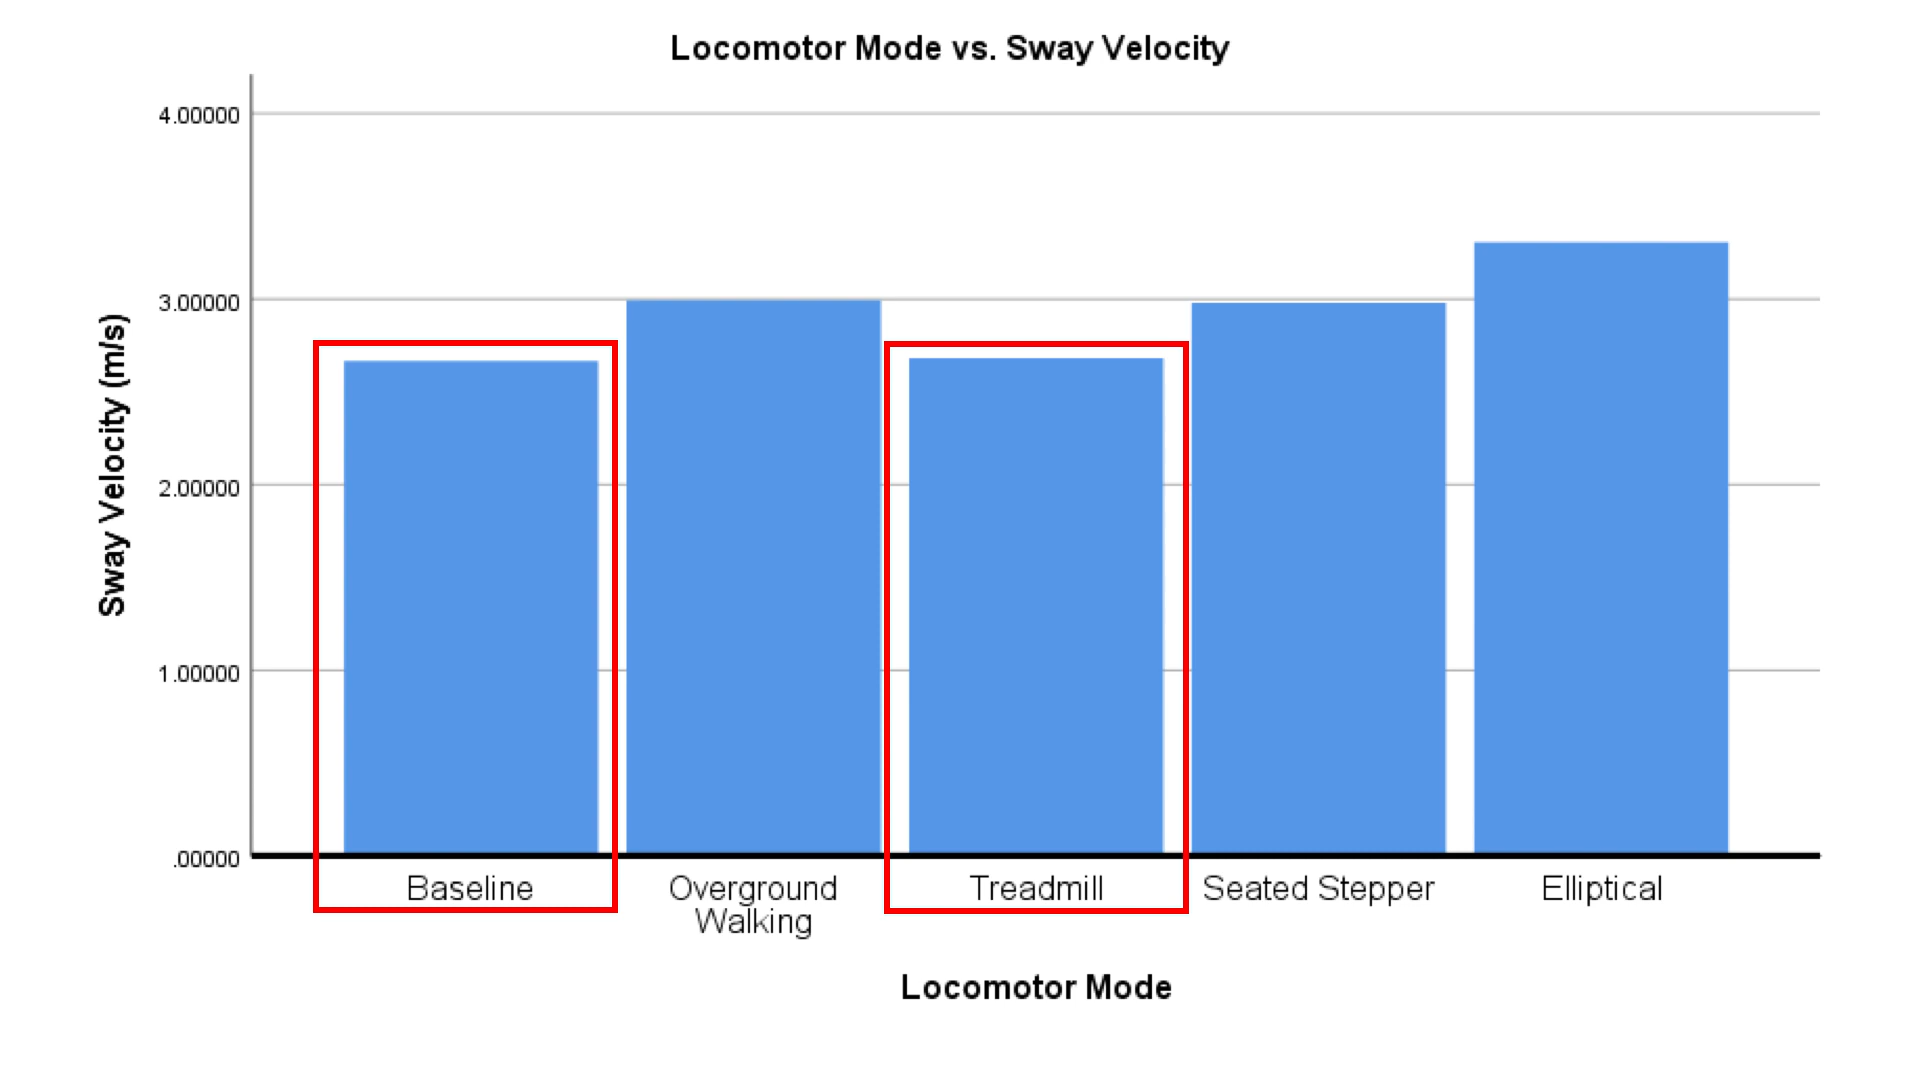 Locomotor Mode vs. Sway Velocity
4.00000
3.00000
2.00000
1.00000
.00000
Sway Velocity (m/s)
Baseline
Overground
Walking
Treadmill
Seated Stepper
Elliptical
Locomotor Mode